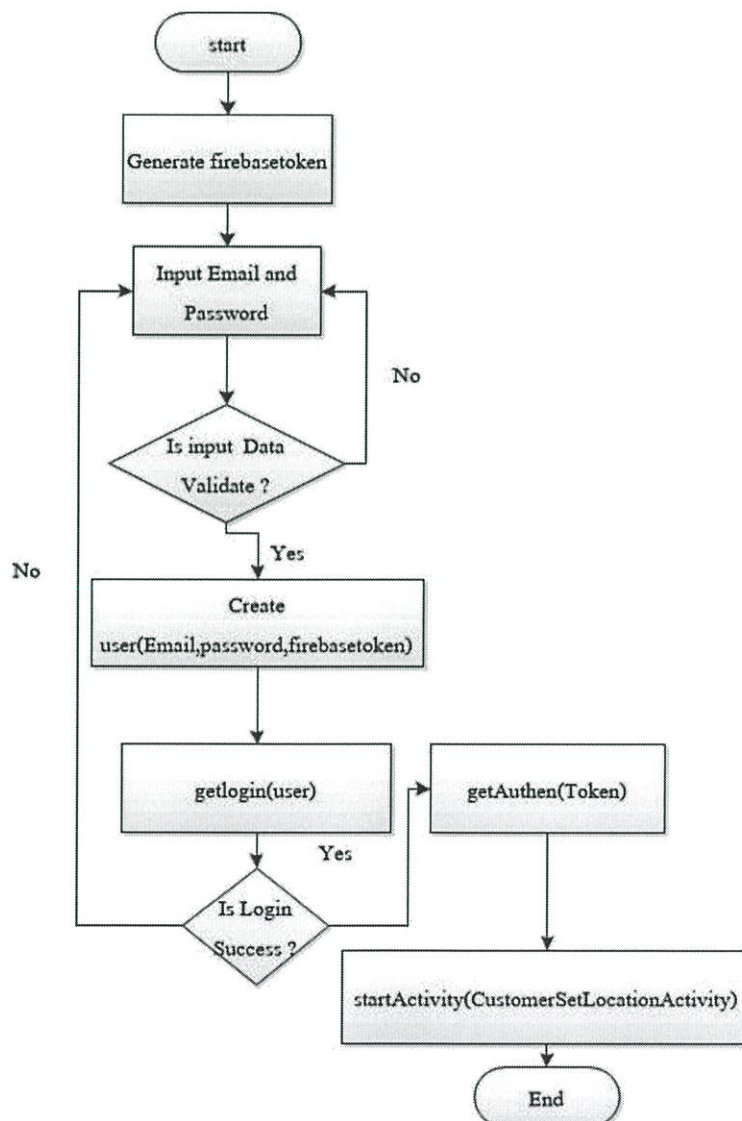 start
Generate firebasetoken
Input Email and
Password
No
Is input Data
Validate ?
Yes
No
Create
user(Email,password,firebasetoken)
getlogin(user)
getAuthen(Token)
Yes
Is Login
Success ?
startActivity(CustomerSetLocationActivity)
End